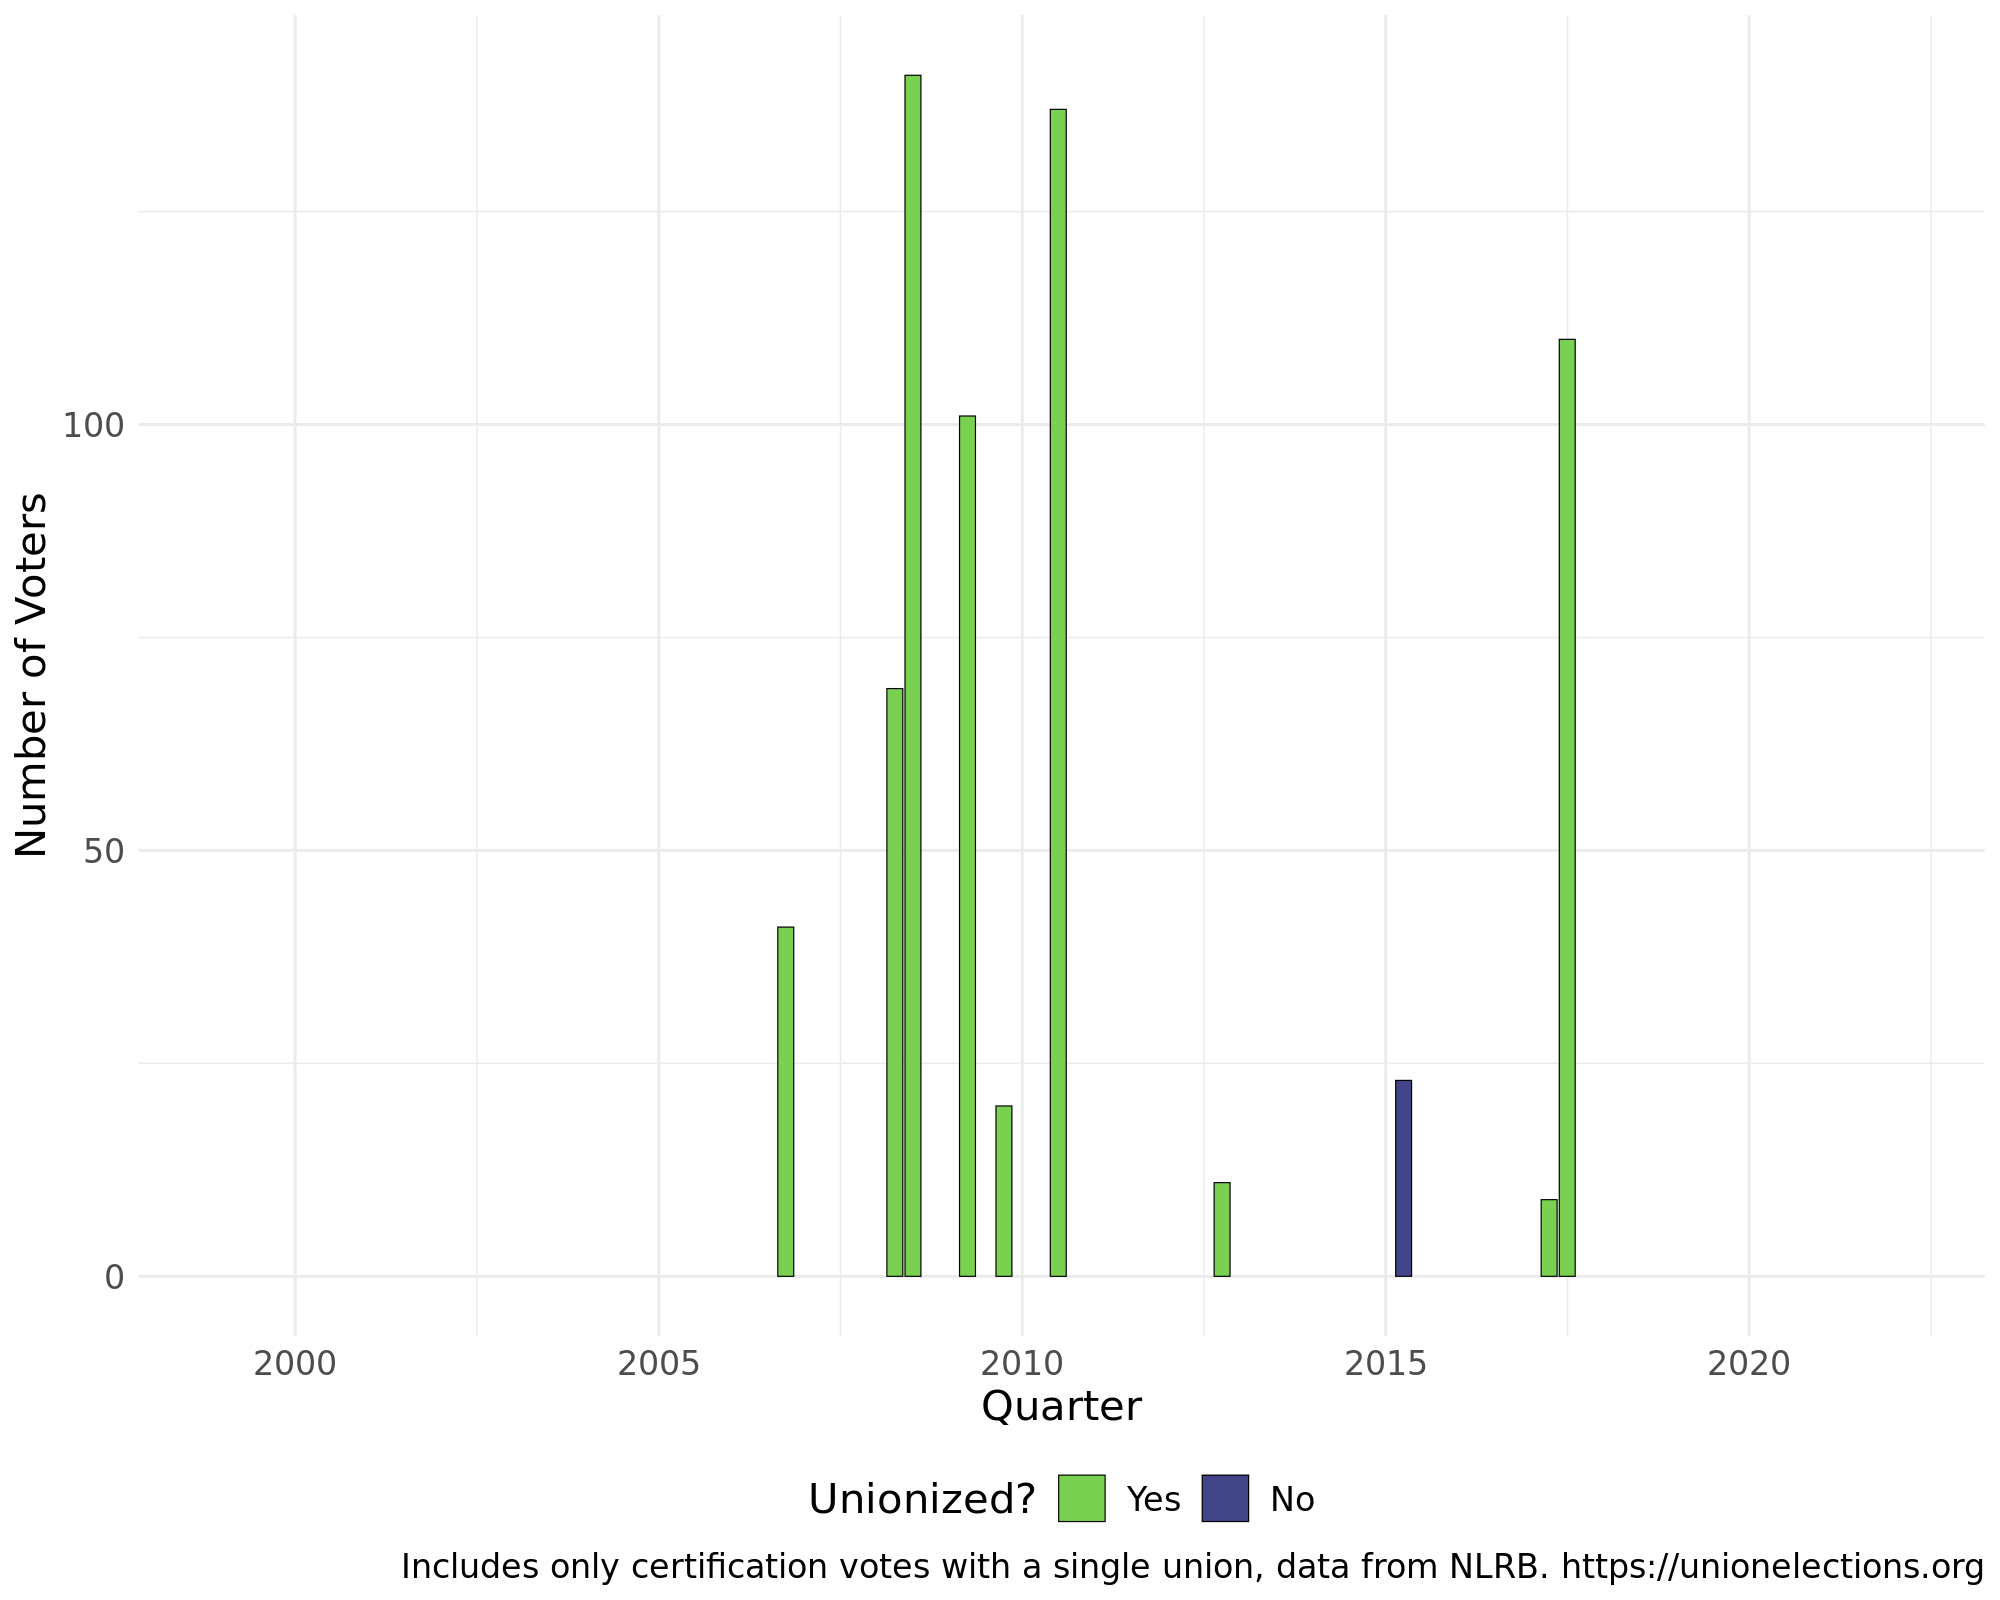 Number of Voters
100
50
0
2000 2005 2010 2015 2020
Quarter
Unionized? Yes No
Includes only certification votes with a single union, data from NLRB. https://unionelections.org